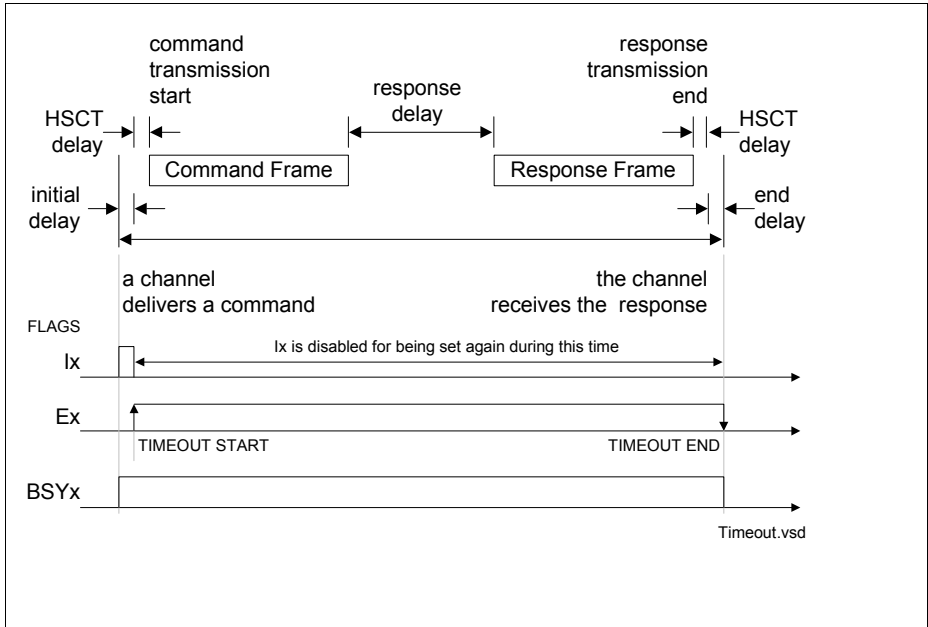 command
transmission
start
response
transmission
end
response
delay
HSCT
delay
HSCT
delay
Command Frame
Response Frame
initial
delay
end
delay
a channel
delivers a command
the channel
receives the response
FLAGS
Ix
Ix is disabled for being set again during this time
Ex
TIMEOUT START
TIMEOUT END
BSYx
Timeout.vsd